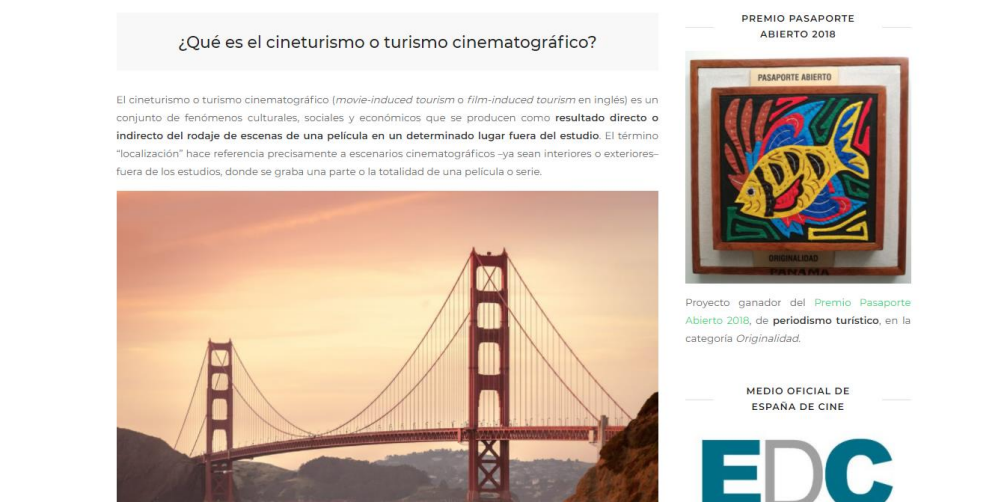 ¿Qué es el cineturismo o turismo cinematográfico?
El cineturismo o turismo cinematográfico (movie-induced tourism o film-induced tourism en inglés) es un
conjunto de fenómenos culturales, sociales y económicos que se producen como resultado directo o
indirecto del rodaje de escenas de una película en un determinado lugar fuera del estudio. El término
“localización” hace referencia precisamente a escenarios cinematográficos –ya sean interiores o exteriores–
fuera de los estudios, donde se graba una parte o la totalidad de una película o serie.
PREMIO PASAPORTE
ABIERTO 2018
PASAPORTE ABIERTO
ORIGINALIDAD
PANAMA
Proyecto ganador del Premio Pasaporte
Abierto 2018, de periodismo turístico, en la
categoría Originalidad.
MEDIO OFICIAL DE
ESPAÑA DE CINE
EDC